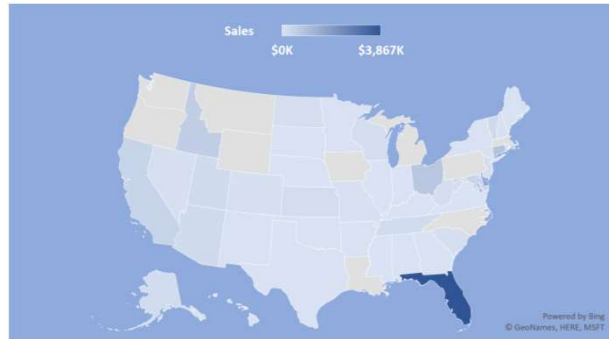 Sales
$0K $3,867K
Powered by Bing
© GeoNames, HERE, MSFT